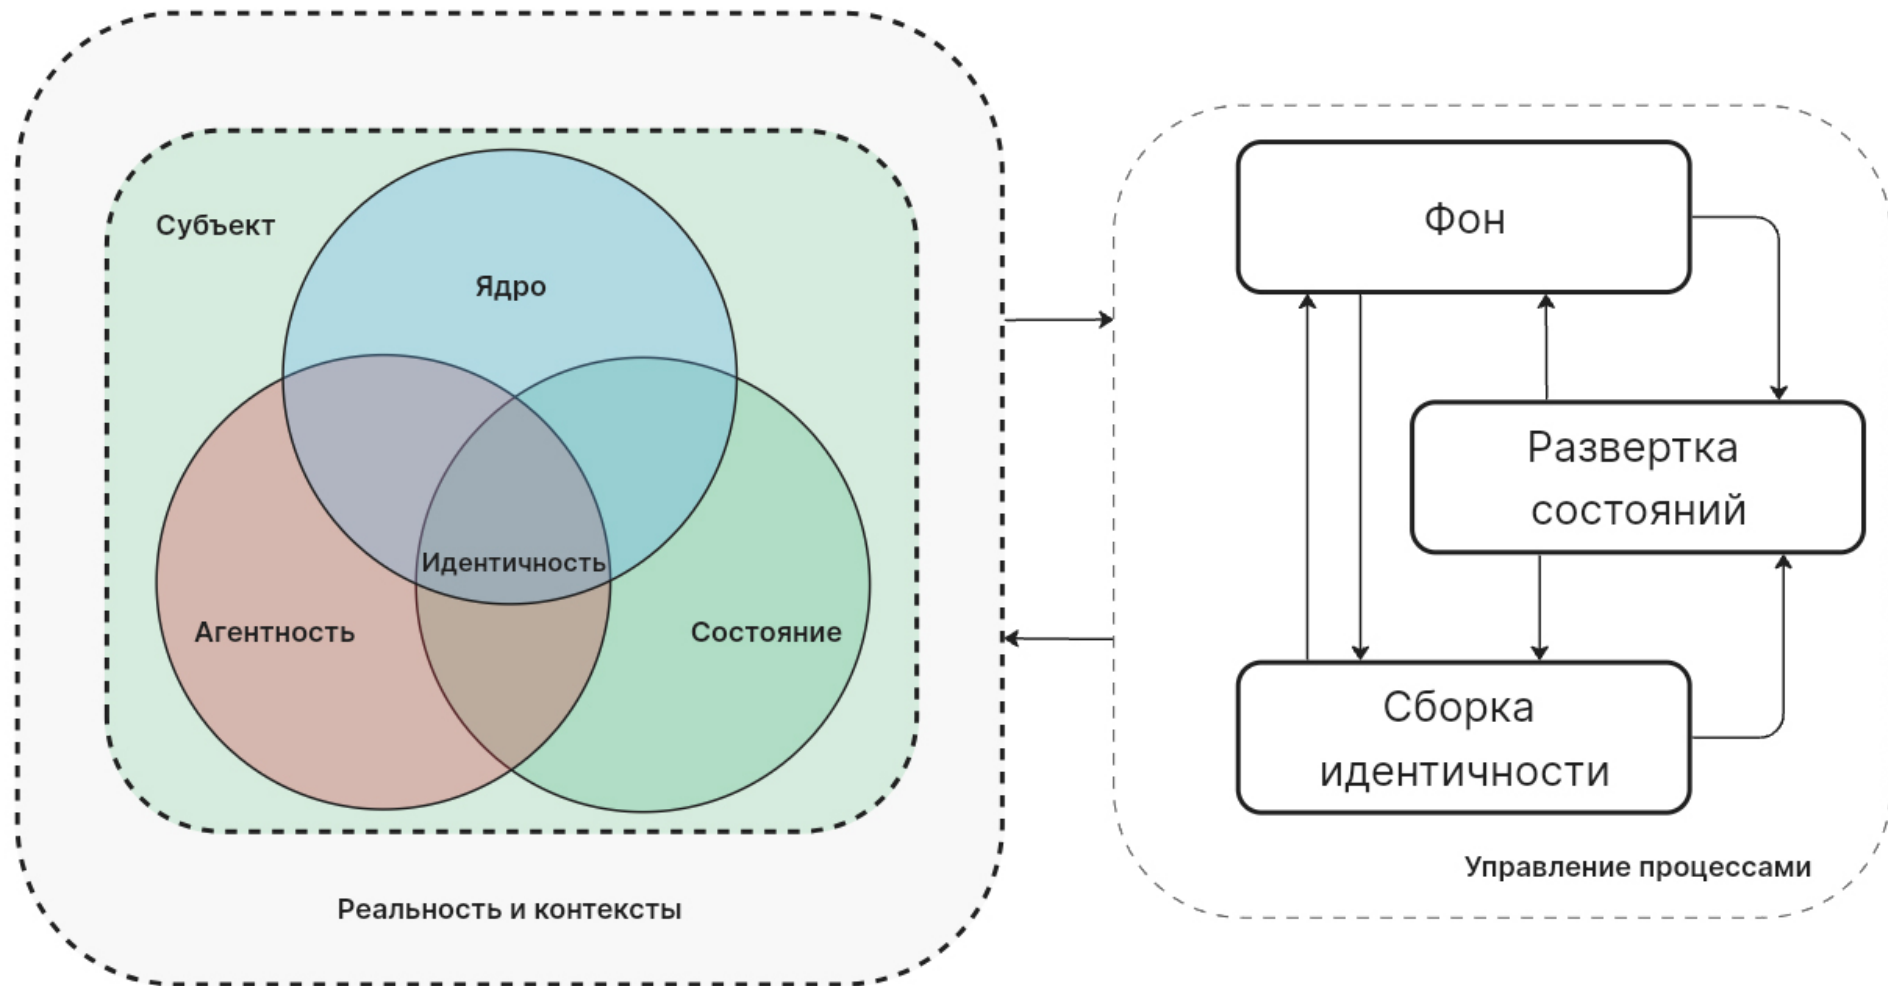 Субъект
Ядро
Идентичность
Агентность
Состояние
Реальность и контексты
Фон
Развертка
состояний
Сборка
идентичности
Управление процессами